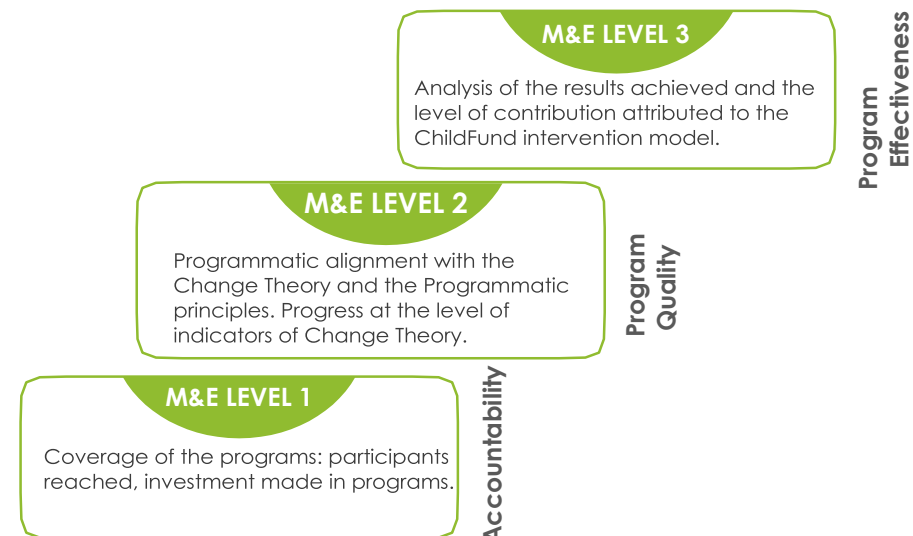 M&E LEVEL 3
Analysis of the results achieved and the
level of contribution attributed to the
ChildFund intervention model.
Program
Effectiveness
M&E LEVEL 2
Programmatic alignment with the
Change Theory and the Programmatic
principles. Progress at the level of
indicators of Change Theory.
Program
Quality
M&E LEVEL 1
Coverage of the programs: participants
reached, investment made in programs.
Accountability